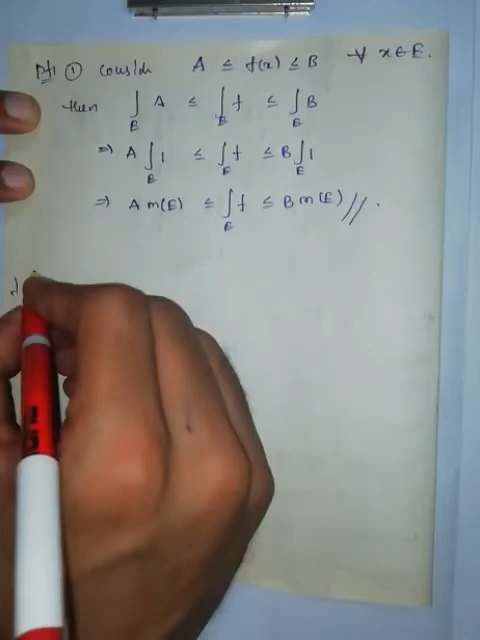 Pf: ① Consider A ≤ f(x) ≤ B ∀ x ∈ E.
then ∫_E A ≤ ∫_E f ≤ ∫_E B
⇒ A ∫_E 1 ≤ ∫_E f ≤ B ∫_E 1
⇒ A m(E) ≤ ∫_E f ≤ B m(E) //.